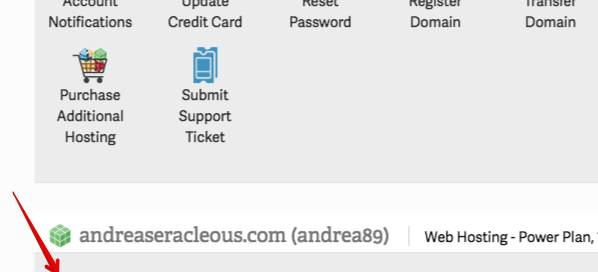 Account Update Reset Register Transfer
Notifications Credit Card Password Domain Domain
Purchase Submit
Additional Support
Hosting Ticket
andreaseracleous.com (andrea89) Web Hosting - Power Plan,